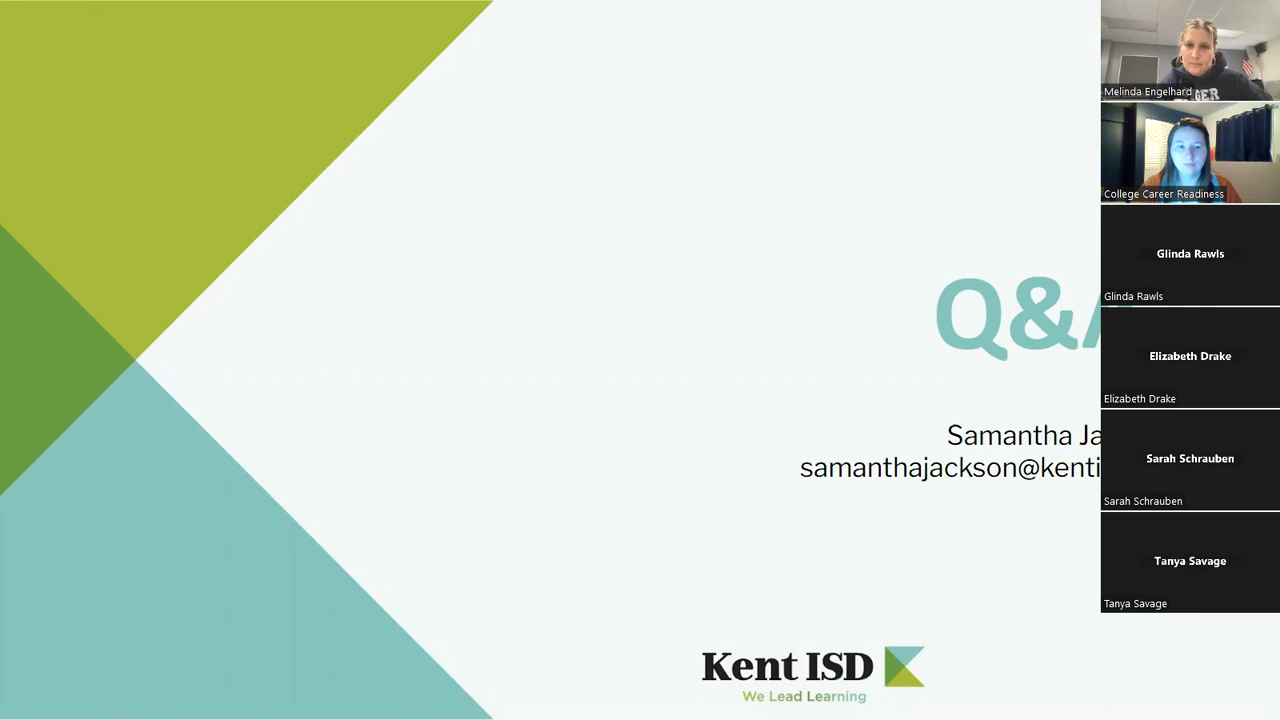 Q&
Samantha Ja
samanthajackson@kenti
Kent ISD
We Lead Learning
Melinda Engelhard
College Career Readiness
Glinda Rawls
Glinda Rawls
Elizabeth Drake
Elizabeth Drake
Sarah Schrauben
Sarah Schrauben
Tanya Savage
Tanya Savage